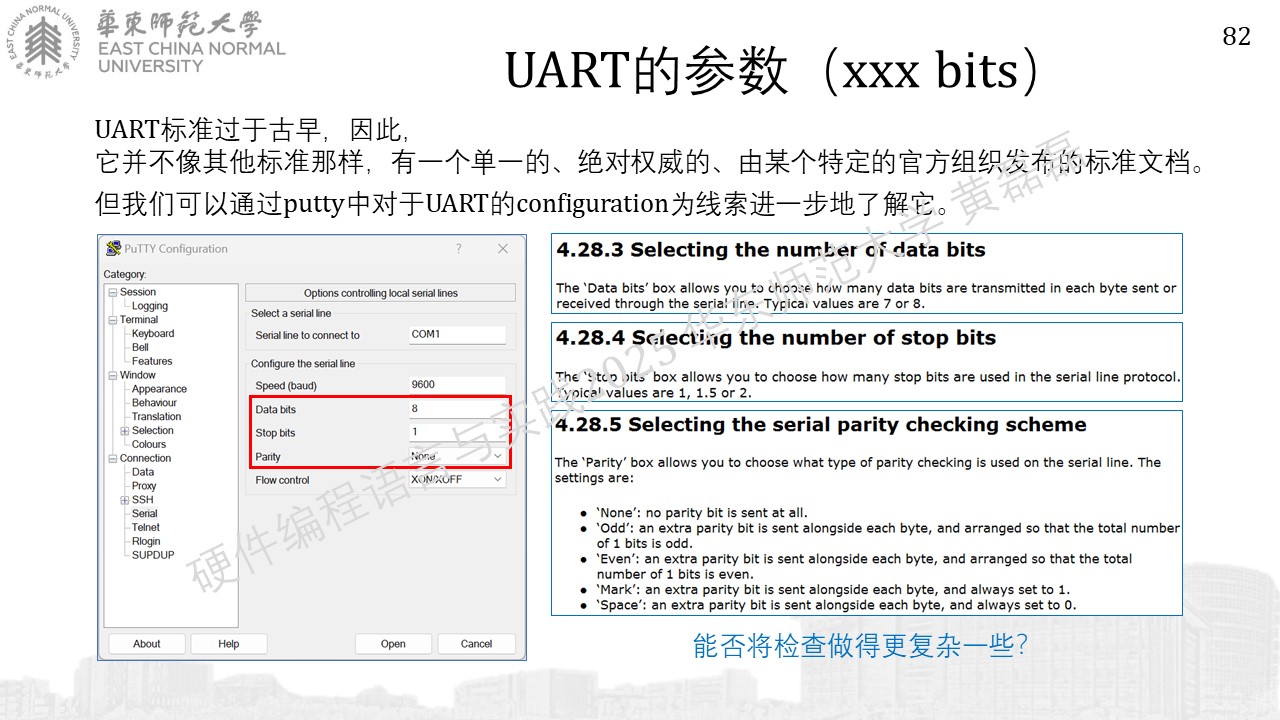 EAST CHINA NORMAL UNIVERSITY
華東師范大學
華東師范大學
EAST CHINA NORMAL
UNIVERSITY
82
UART的参数（xxx bits）
UART标准过于古早，因此，
它并不像其他标准那样，有一个单一的、绝对权威的、由某个特定的官方组织发布的标准文档。
但我们可以通过putty中对于UART的configuration为线索进一步地了解它。
PuTTY Configuration
?
Category:
Session
Logging
Terminal
Keyboard
Bell
Features
Window
Appearance
Behaviour
Translation
Selection
Colours
Connection
Data
Proxy
SSH
Serial
Telnet
Rlogin
SUPDUP
Options controlling local serial lines
Select a serial line
Serial line to connect to COM1
Configure the serial line
Speed (baud) 9600
Data bits 8
Stop bits 1
Parity None
Flow control XON/XOFF
About Help Open Cancel
4.28.3 Selecting the number of data bits
The ‘Data bits’ box allows you to choose how many data bits are transmitted in each byte sent or
received through the serial line. Typical values are 7 or 8.
4.28.4 Selecting the number of stop bits
The ‘Stop bits’ box allows you to choose how many stop bits are used in the serial line protocol.
Typical values are 1, 1.5 or 2.
4.28.5 Selecting the serial parity checking scheme
The ‘Parity’ box allows you to choose what type of parity checking is used on the serial line. The
settings are:
● ‘None’: no parity bit is sent at all.
● ‘Odd’: an extra parity bit is sent alongside each byte, and arranged so that the total number
of 1 bits is odd.
● ‘Even’: an extra parity bit is sent alongside each byte, and arranged so that the total
number of 1 bits is even.
● ‘Mark’: an extra parity bit is sent alongside each byte, and always set to 1.
● ‘Space’: an extra parity bit is sent alongside each byte, and always set to 0.
能否将检查做得更复杂一些？
硬件编程语言与实践2025 华东师范大学 黄磊磊